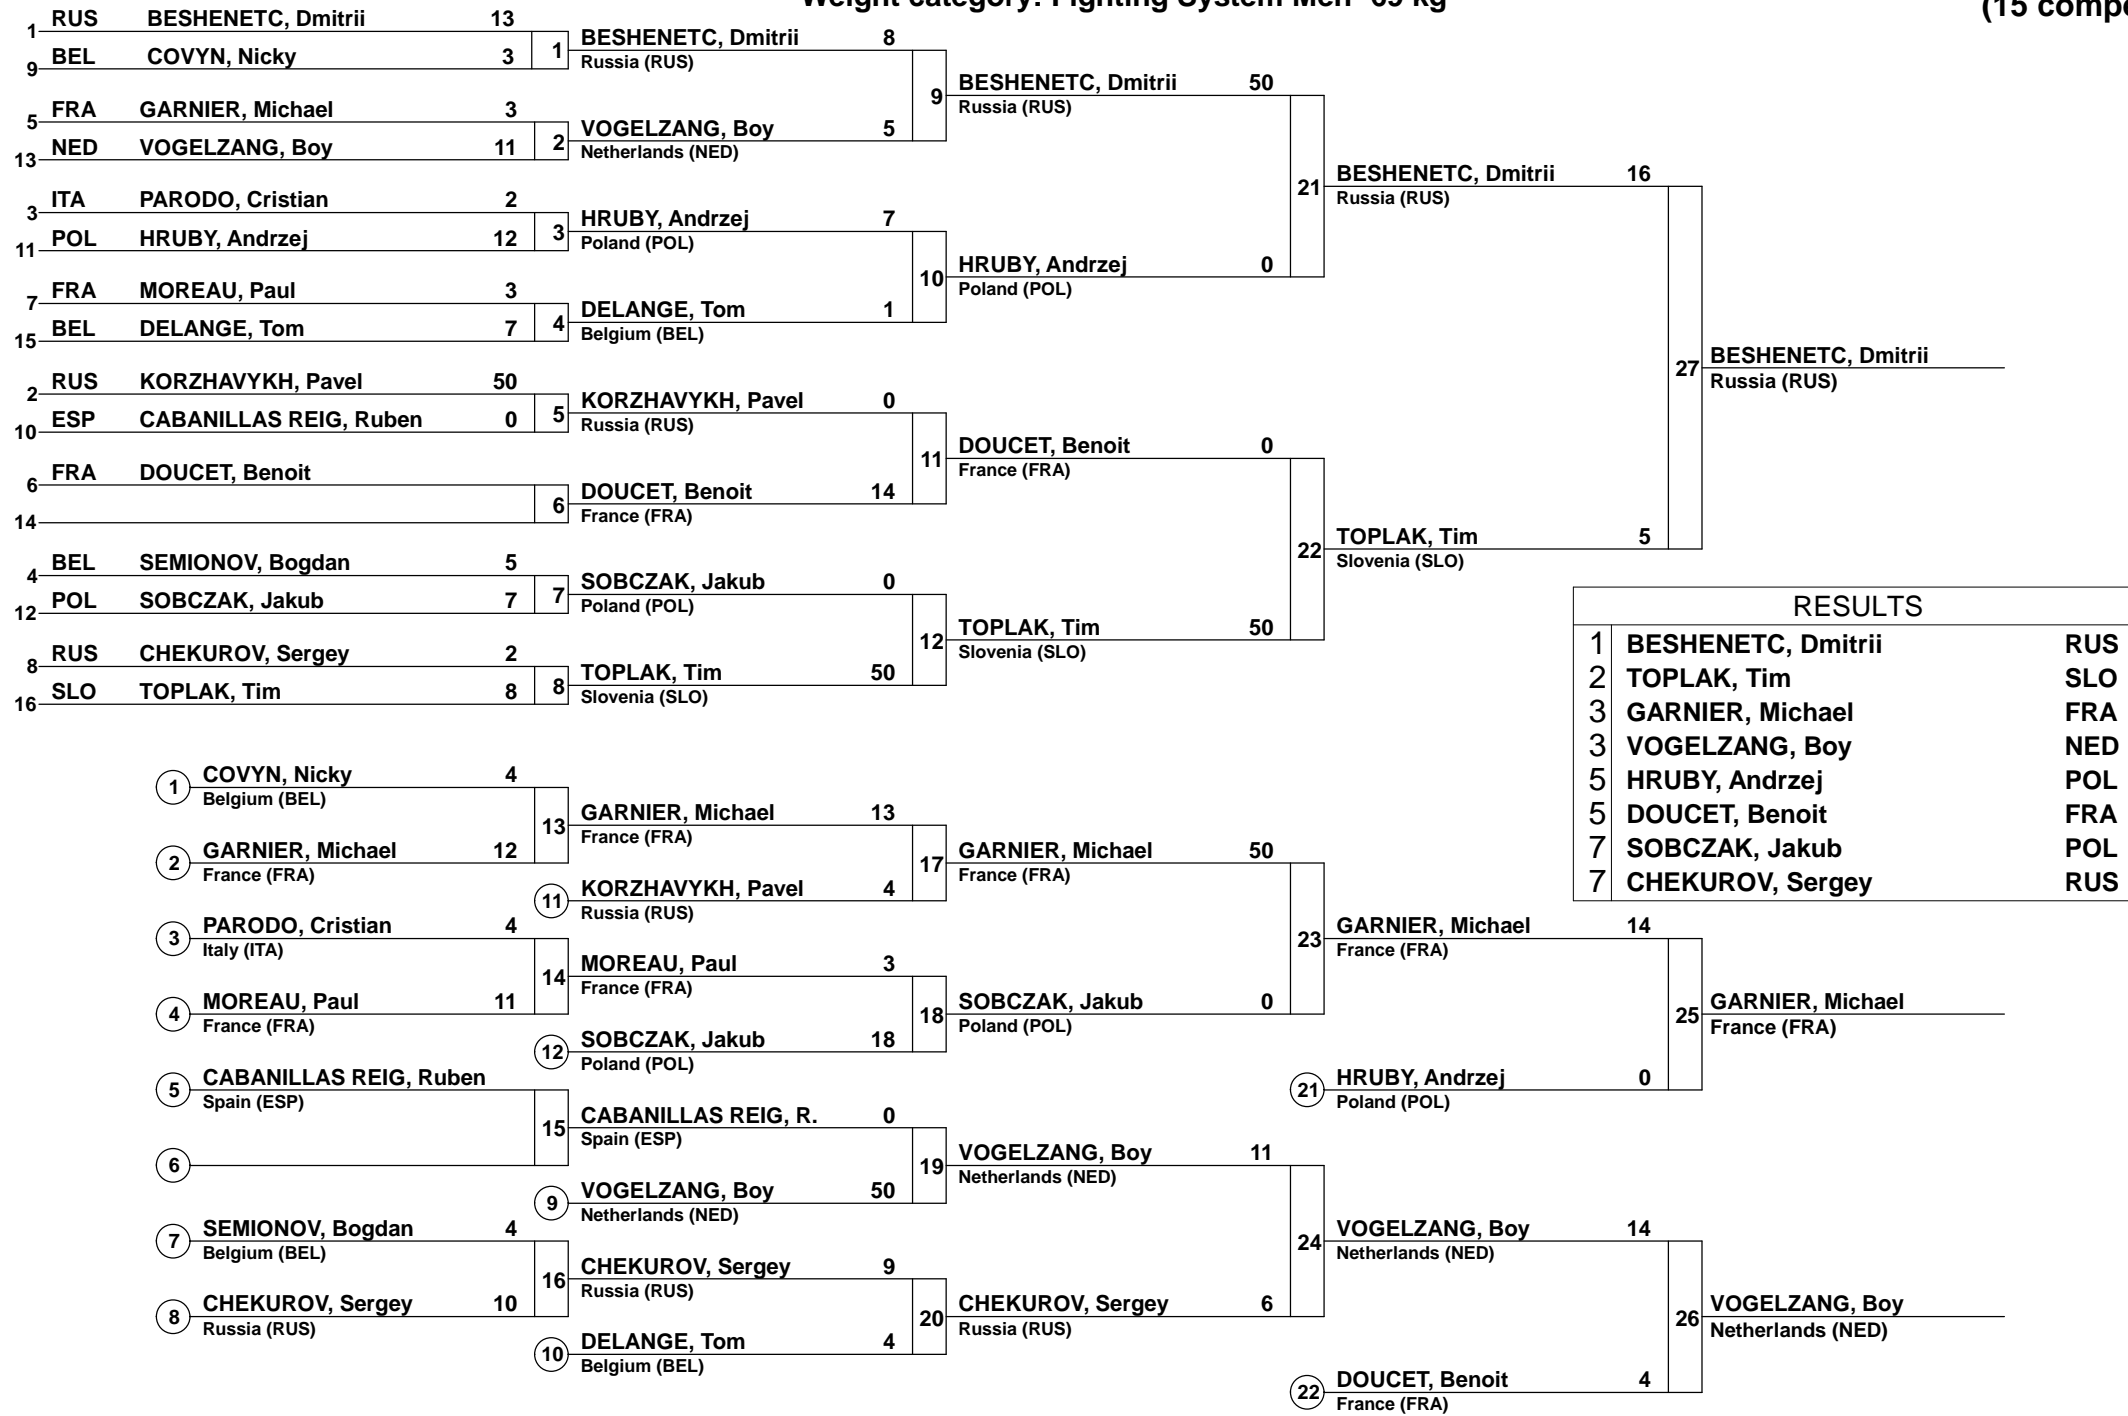 Weight category: Fighting System Men -69 kg
(15 compe
1 RUS BESHENETC, Dmitrii 13
9 BEL COVYN, Nicky 3
5 FRA GARNIER, Michael 3
13 NED VOGELZANG, Boy 11
3 ITA PARODO, Cristian 2
11 POL HRUBY, Andrzej 12
7 FRA MOREAU, Paul 3
15 BEL DELANGE, Tom 7
2 RUS KORZHAVYKH, Pavel 50
10 ESP CABANILLAS REIG, Ruben 0
6 FRA DOUCET, Benoit
14
4 BEL SEMIONOV, Bogdan 5
12 POL SOBCZAK, Jakub 7
8 RUS CHEKUROV, Sergey 2
16 SLO TOPLAK, Tim 8
1 BESHENETC, Dmitrii 8
Russia (RUS)
2 VOGELZANG, Boy 5
Netherlands (NED)
3 HRUBY, Andrzej 7
Poland (POL)
4 DELANGE, Tom 1
Belgium (BEL)
5 KORZHAVYKH, Pavel 0
Russia (RUS)
6 DOUCET, Benoit 14
France (FRA)
7 SOBCZAK, Jakub 0
Poland (POL)
8 TOPLAK, Tim 50
Slovenia (SLO)
9 BESHENETC, Dmitrii 50
Russia (RUS)
10 HRUBY, Andrzej 0
Poland (POL)
11 DOUCET, Benoit 0
France (FRA)
12 TOPLAK, Tim 50
Slovenia (SLO)
21 BESHENETC, Dmitrii 16
Russia (RUS)
22 TOPLAK, Tim 5
Slovenia (SLO)
27 BESHENETC, Dmitrii
Russia (RUS)
RESULTS
1 BESHENETC, Dmitrii RUS
2 TOPLAK, Tim SLO
3 GARNIER, Michael FRA
3 VOGELZANG, Boy NED
5 HRUBY, Andrzej POL
5 DOUCET, Benoit FRA
7 SOBCZAK, Jakub POL
7 CHEKUROV, Sergey RUS
1 COVYN, Nicky 4
Belgium (BEL)
2 GARNIER, Michael 12
France (FRA)
3 PARODO, Cristian 4
Italy (ITA)
4 MOREAU, Paul 11
France (FRA)
5 CABANILLAS REIG, Ruben
Spain (ESP)
6
7 SEMIONOV, Bogdan 4
Belgium (BEL)
8 CHEKUROV, Sergey 10
Russia (RUS)
13 GARNIER, Michael 13
France (FRA)
11 KORZHAVYKH, Pavel 4
Russia (RUS)
14 MOREAU, Paul 3
France (FRA)
12 SOBCZAK, Jakub 18
Poland (POL)
15 CABANILLAS REIG, R. 0
Spain (ESP)
9 VOGELZANG, Boy 50
Netherlands (NED)
16 CHEKUROV, Sergey 9
Russia (RUS)
10 DELANGE, Tom 4
Belgium (BEL)
17 GARNIER, Michael 50
France (FRA)
18 SOBCZAK, Jakub 0
Poland (POL)
19 VOGELZANG, Boy 11
Netherlands (NED)
20 CHEKUROV, Sergey 6
Russia (RUS)
23 GARNIER, Michael 14
France (FRA)
21 HRUBY, Andrzej 0
Poland (POL)
24 VOGELZANG, Boy 14
Netherlands (NED)
22 DOUCET, Benoit 4
France (FRA)
25 GARNIER, Michael
France (FRA)
26 VOGELZANG, Boy
Netherlands (NED)